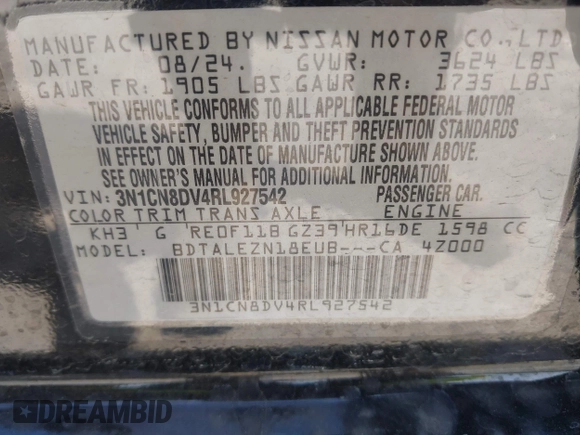 MANUFACTURED BY NISSAN MOTOR CO.,LTD
DATE: 08/24. GVWR: 3624 LBS
GAWR FR: 1905 LBS GAWR RR: 1735 LBS
THIS VEHICLE CONFORMS TO ALL APPLICABLE FEDERAL MOTOR
VEHICLE SAFETY, BUMPER AND THEFT PREVENTION STANDARDS
IN EFFECT ON THE DATE OF MANUFACTURE SHOWN ABOVE.
SEE OWNER'S MANUAL FOR ADDITIONAL INFORMATION.
VIN: 3N1CN8DV4RL927542 PASSENGER CAR.
COLOR TRIM TRANS AXLE ENGINE
KH3 G RE0F11B GZ39 HR16DE 1598 CC
MODEL: BDTALEZN18EUB---CA 4Z000
3N1CN8DV4RL927542
DREAMBID